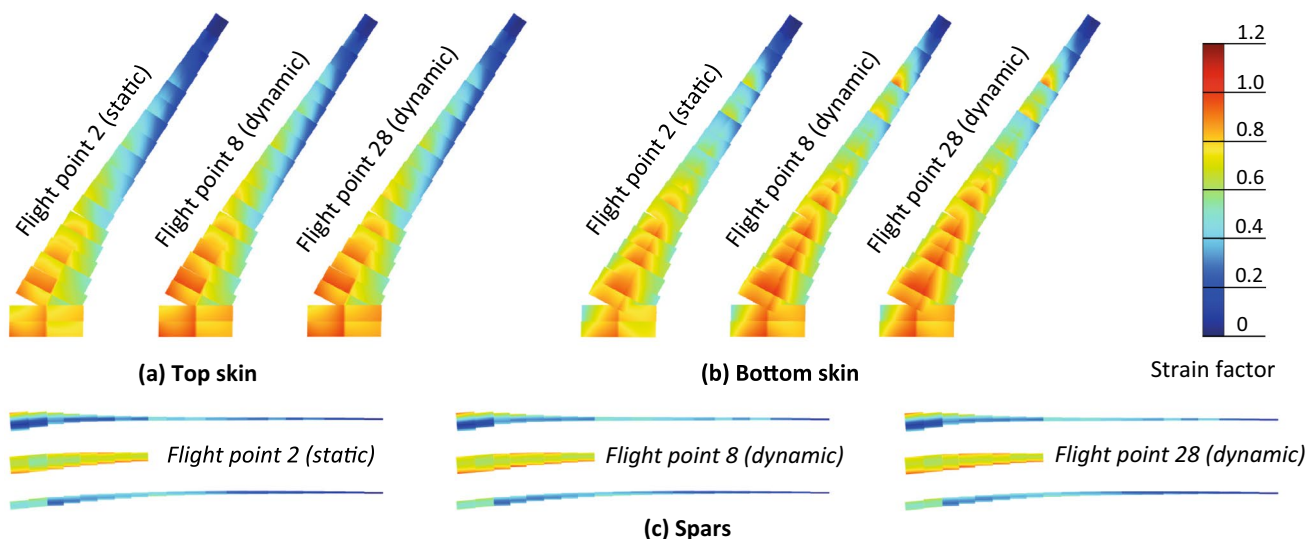 Flight point 2 (static)
Flight point 8 (dynamic)
Flight point 28 (dynamic)
(a) Top skin
Flight point 2 (static)
Flight point 8 (dynamic)
Flight point 28 (dynamic)
(b) Bottom skin
1.2
1.0
0.8
0.6
0.4
0.2
0
Strain factor
Flight point 2 (static)
Flight point 8 (dynamic)
Flight point 28 (dynamic)
(c) Spars